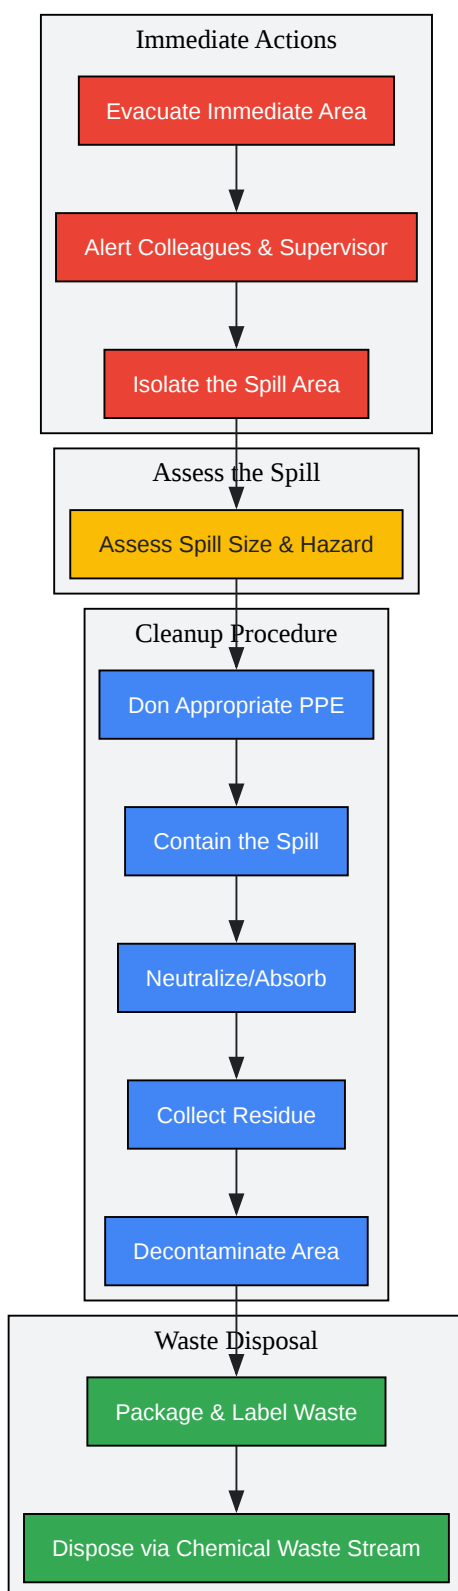 Immediate Actions
Evacuate Immediate Area
Alert Colleagues & Supervisor
Isolate the Spill Area
Assess the Spill
Assess Spill Size & Hazard
Cleanup Procedure
Don Appropriate PPE
Contain the Spill
Neutralize/Absorb
Collect Residue
Decontaminate Area
Waste Disposal
Package & Label Waste
Dispose via Chemical Waste Stream